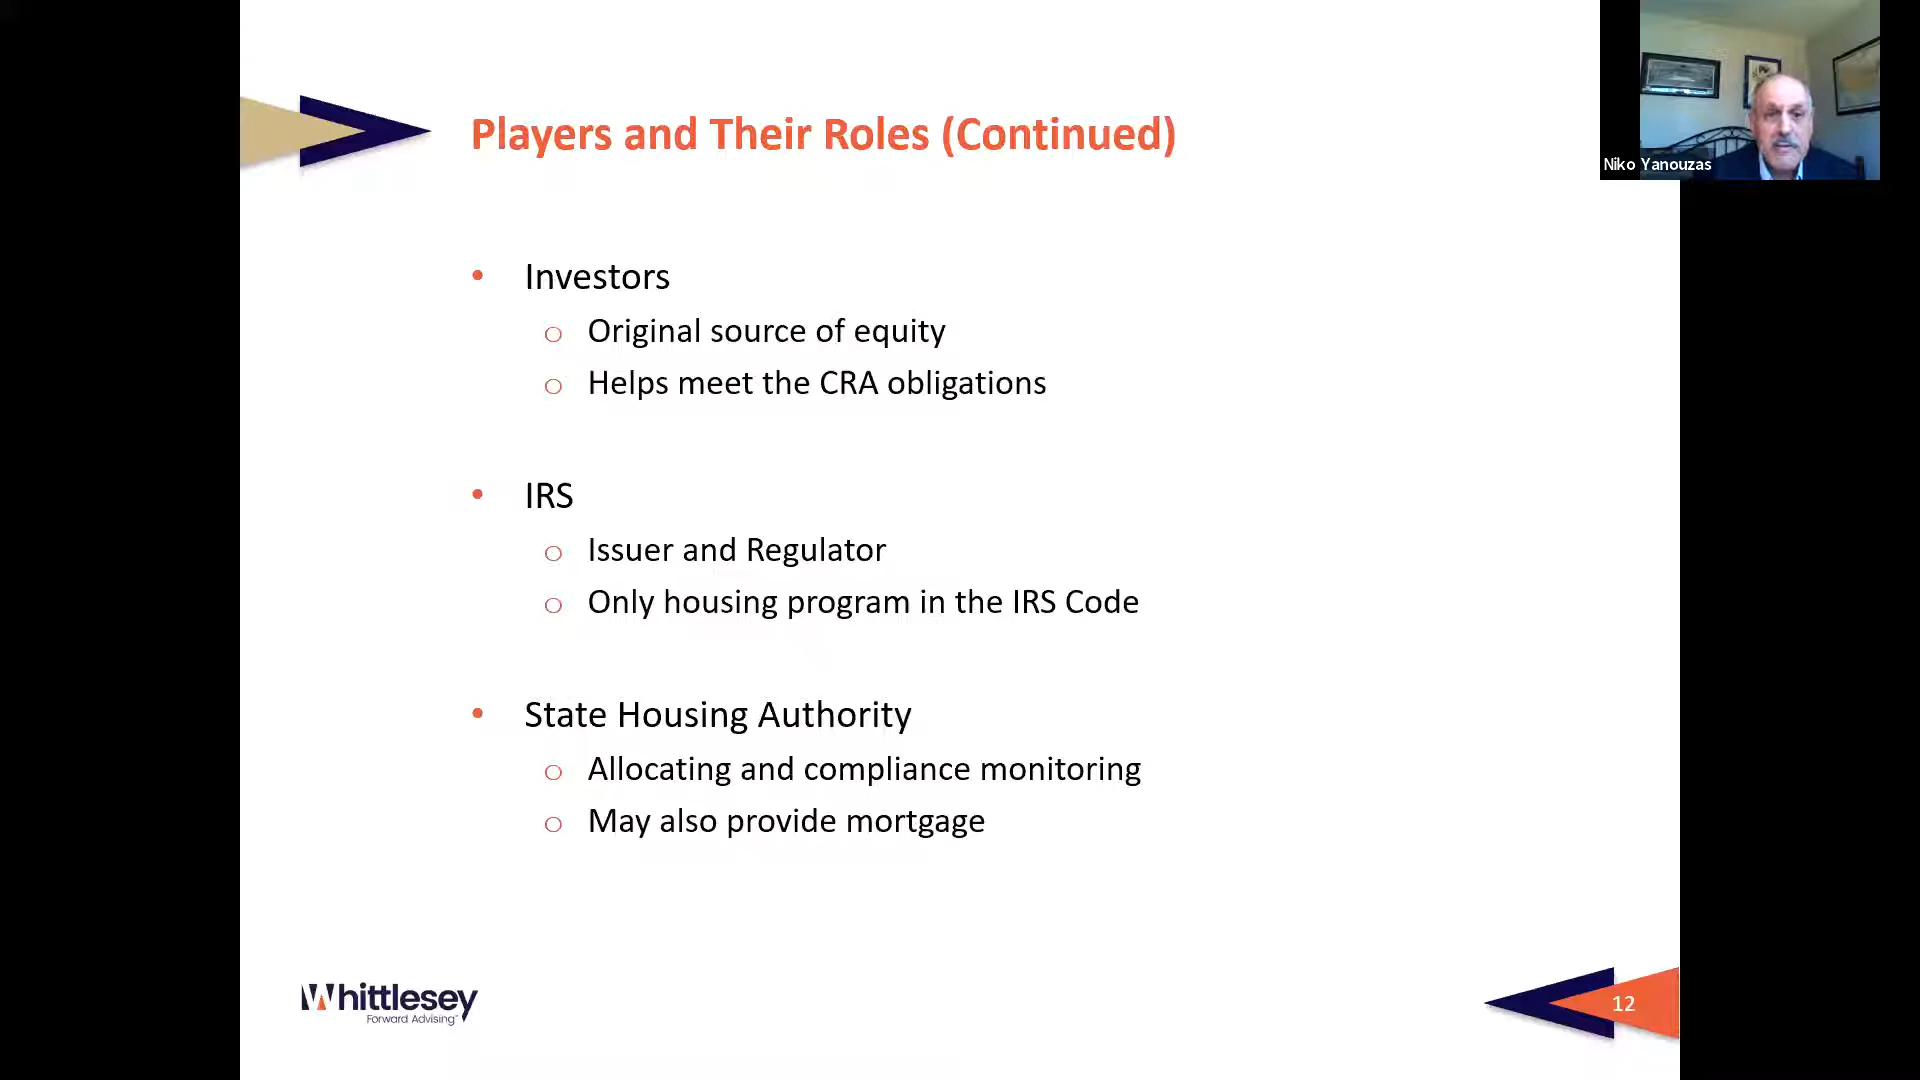 Players and Their Roles (Continued)
Niko Yanouzas
• Investors
o Original source of equity
o Helps meet the CRA obligations
• IRS
o Issuer and Regulator
o Only housing program in the IRS Code
• State Housing Authority
o Allocating and compliance monitoring
o May also provide mortgage
Whittlesey
Forward Advising™
12